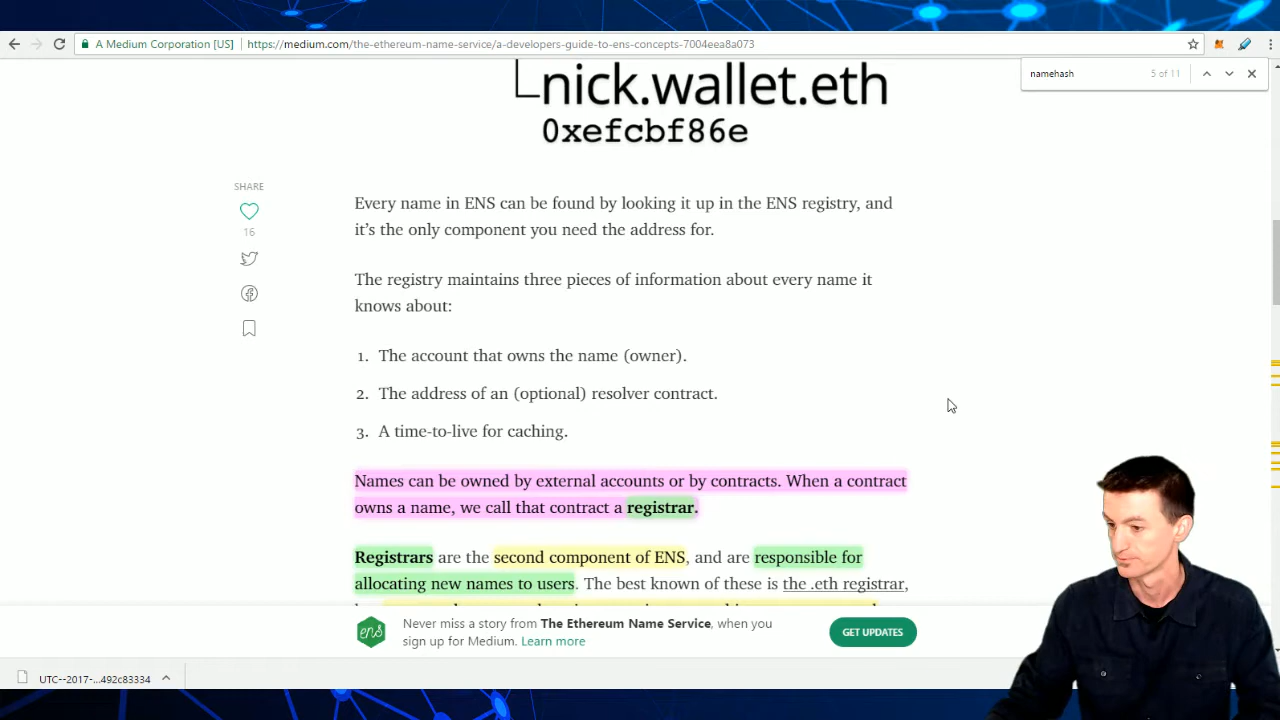 A Medium Corporation [US]
https://medium.com/the-ethereum-name-service/a-developers-guide-to-ens-concepts-7004eea8a073
namehash
5 of 11
nick.wallet.eth
0xefcbf86e
SHARE
16
Every name in ENS can be found by looking it up in the ENS registry, and
it's the only component you need the address for.
The registry maintains three pieces of information about every name it
knows about:
1. The account that owns the name (owner).
2. The address of an (optional) resolver contract.
3. A time-to-live for caching.
Names can be owned by external accounts or by contracts. When a contract
owns a name, we call that contract a registrar.
Registrars are the second component of ENS, and are responsible for
allocating new names to users. The best known of these is the .eth registrar,
ens
Never miss a story from The Ethereum Name Service, when you
sign up for Medium. Learn more
GET UPDATES
UTC--2017-...492c83334